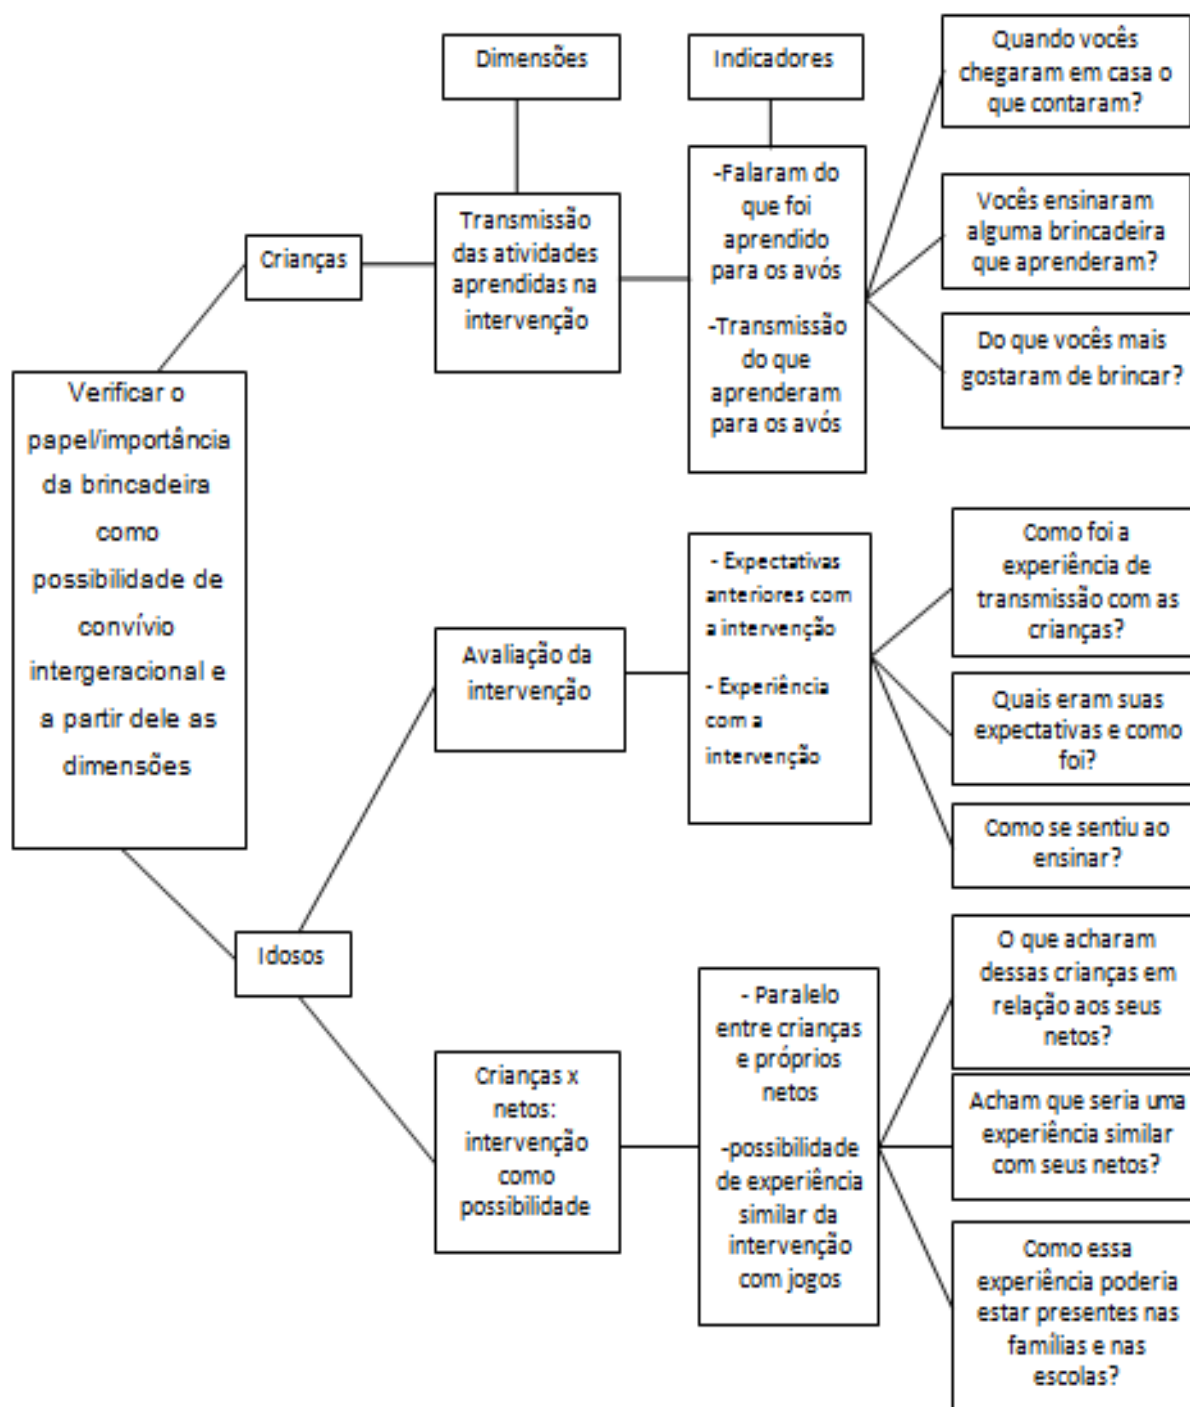 Dimensões
Indicadores
Quando vocês
chegaram em casa o
que contaram?
-Falaram do
que foi
aprendido
para os avós
-Transmissão
do que
aprenderam
para os avós
Vocês ensinaram
alguma brincadeira
que aprenderam?
Transmissão
das atividades
aprendidas na
intervenção
Crianças
Do que vocês mais
gostaram de brincar?
Verificar o
papel/importância
da brincadeira
como
possibilidade de
convívio
intergeracional e
a partir dele as
dimensões
Como foi a
experiência de
transmissão com as
crianças?
- Expectativas
anteriores com
a intervenção
- Experiência
com a
intervenção
Avaliação da
intervenção
Quais eram suas
expectativas e como
foi?
Como se sentiu ao
ensinar?
Idosos
O que acharam
dessas crianças em
relação aos seus
netos?
- Paralelo
entre crianças
e próprios
netos
-possibilidade
de experiência
similar da
intervenção
com jogos
Crianças x
netos:
intervenção
como
possibilidade
Acham que seria uma
experiência similar
com seus netos?
Como essa
experiência poderia
estar presentes nas
famílias e nas
escolas?